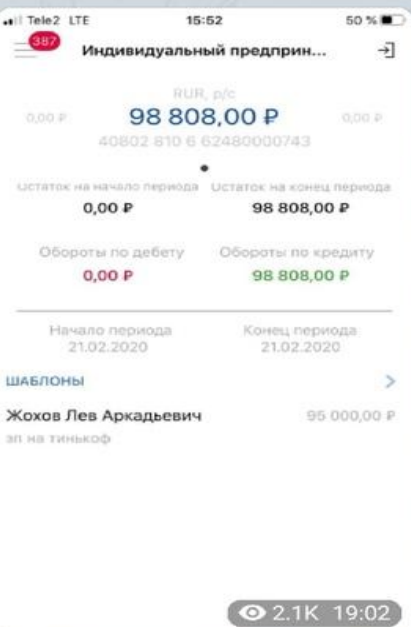 Tele2 LTE 15:52 50 %
387
Индивидуальный предприн...
RUR, р/с
0,00 ₽ 98 808,00 ₽ 0,00 ₽
40802 810 6 62480000743
Остаток на начало периода Остаток на конец периода
0,00 ₽ 98 808,00 ₽
Обороты по дебету Обороты по кредиту
0,00 ₽ 98 808,00 ₽
Начало периода Конец периода
21.02.2020 21.02.2020
ШАБЛОНЫ
Жохов Лев Аркадьевич 95 000,00 ₽
зп на тинькоф
2.1K 19:02